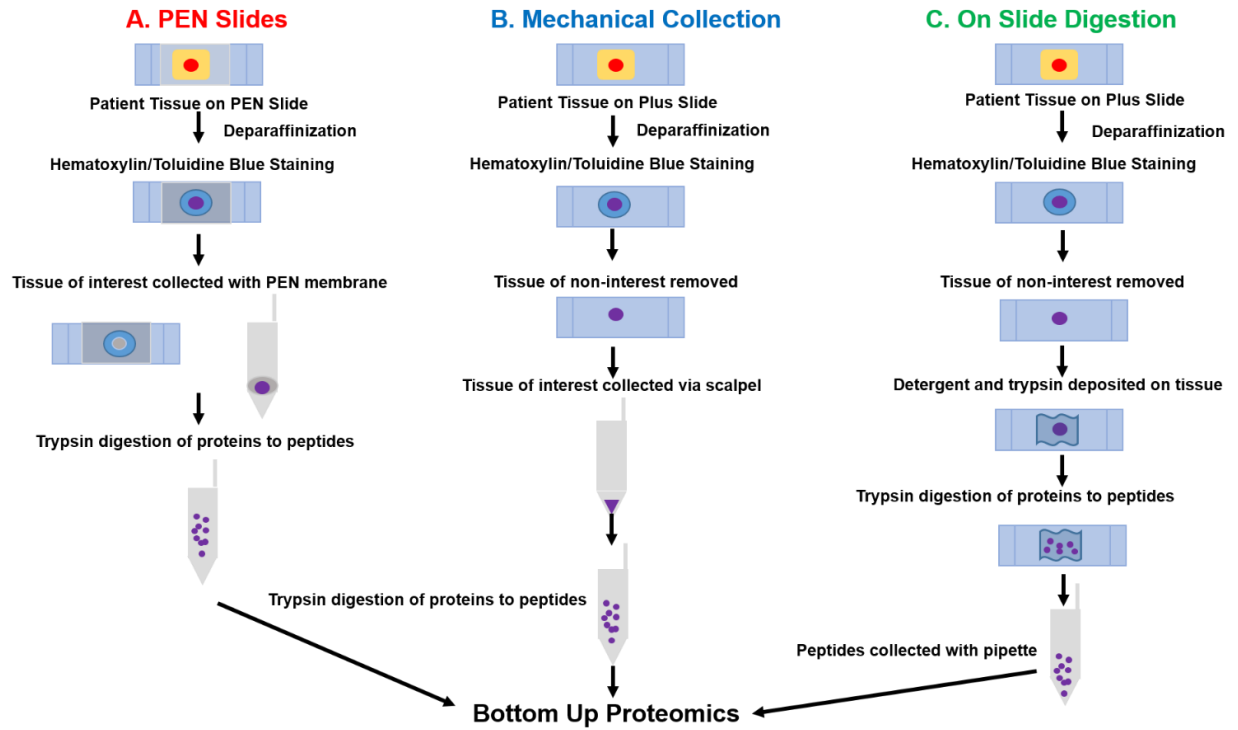 A. PEN Slides
Patient Tissue on PEN Slide
Deparaffinization
Hematoxylin/Toluidine Blue Staining
Tissue of interest collected with PEN membrane
Trypsin digestion of proteins to peptides
B. Mechanical Collection
Patient Tissue on Plus Slide
Deparaffinization
Hematoxylin/Toluidine Blue Staining
Tissue of non-interest removed
Tissue of interest collected via scalpel
Trypsin digestion of proteins to peptides
C. On Slide Digestion
Patient Tissue on Plus Slide
Deparaffinization
Hematoxylin/Toluidine Blue Staining
Tissue of non-interest removed
Detergent and trypsin deposited on tissue
Trypsin digestion of proteins to peptides
Peptides collected with pipette
Bottom Up Proteomics